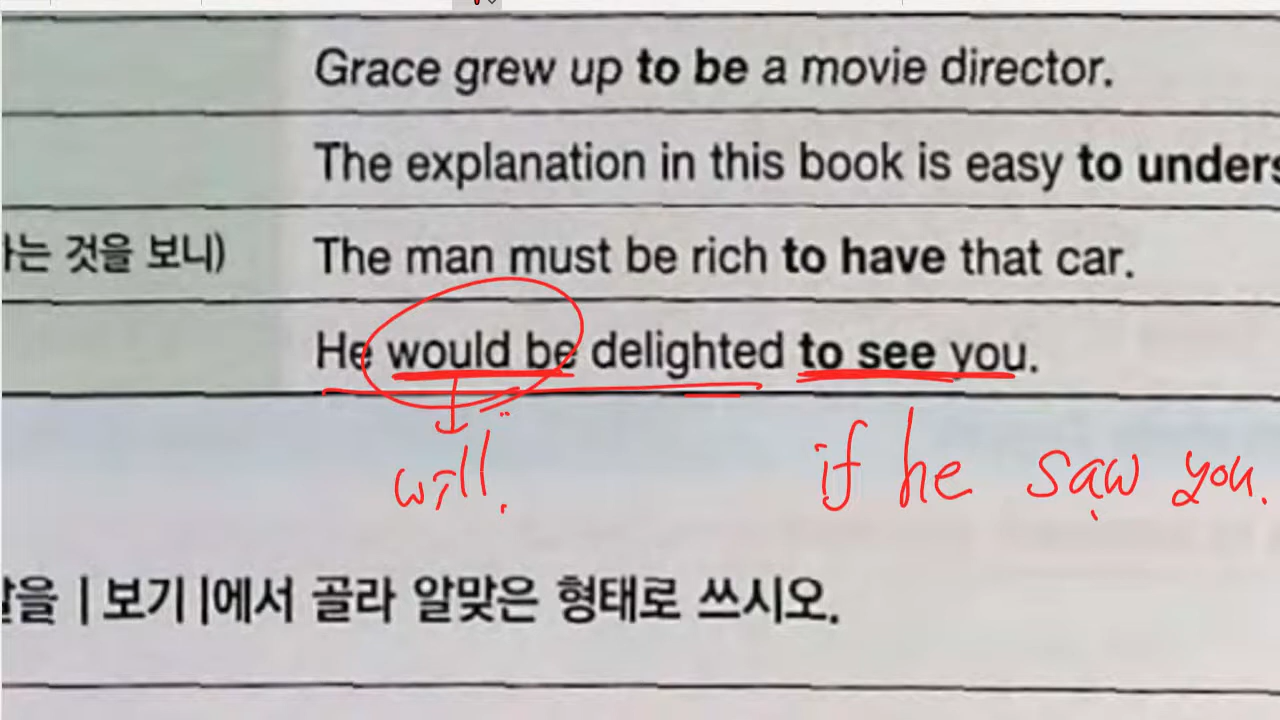 Grace grew up to be a movie director.
The explanation in this book is easy to
는 것을 보니) The man must be rich to have that car.
He would be delighted to see you.
will. if he saw you.
| 보기 |에서 골라 알맞은 형태로 쓰시오.